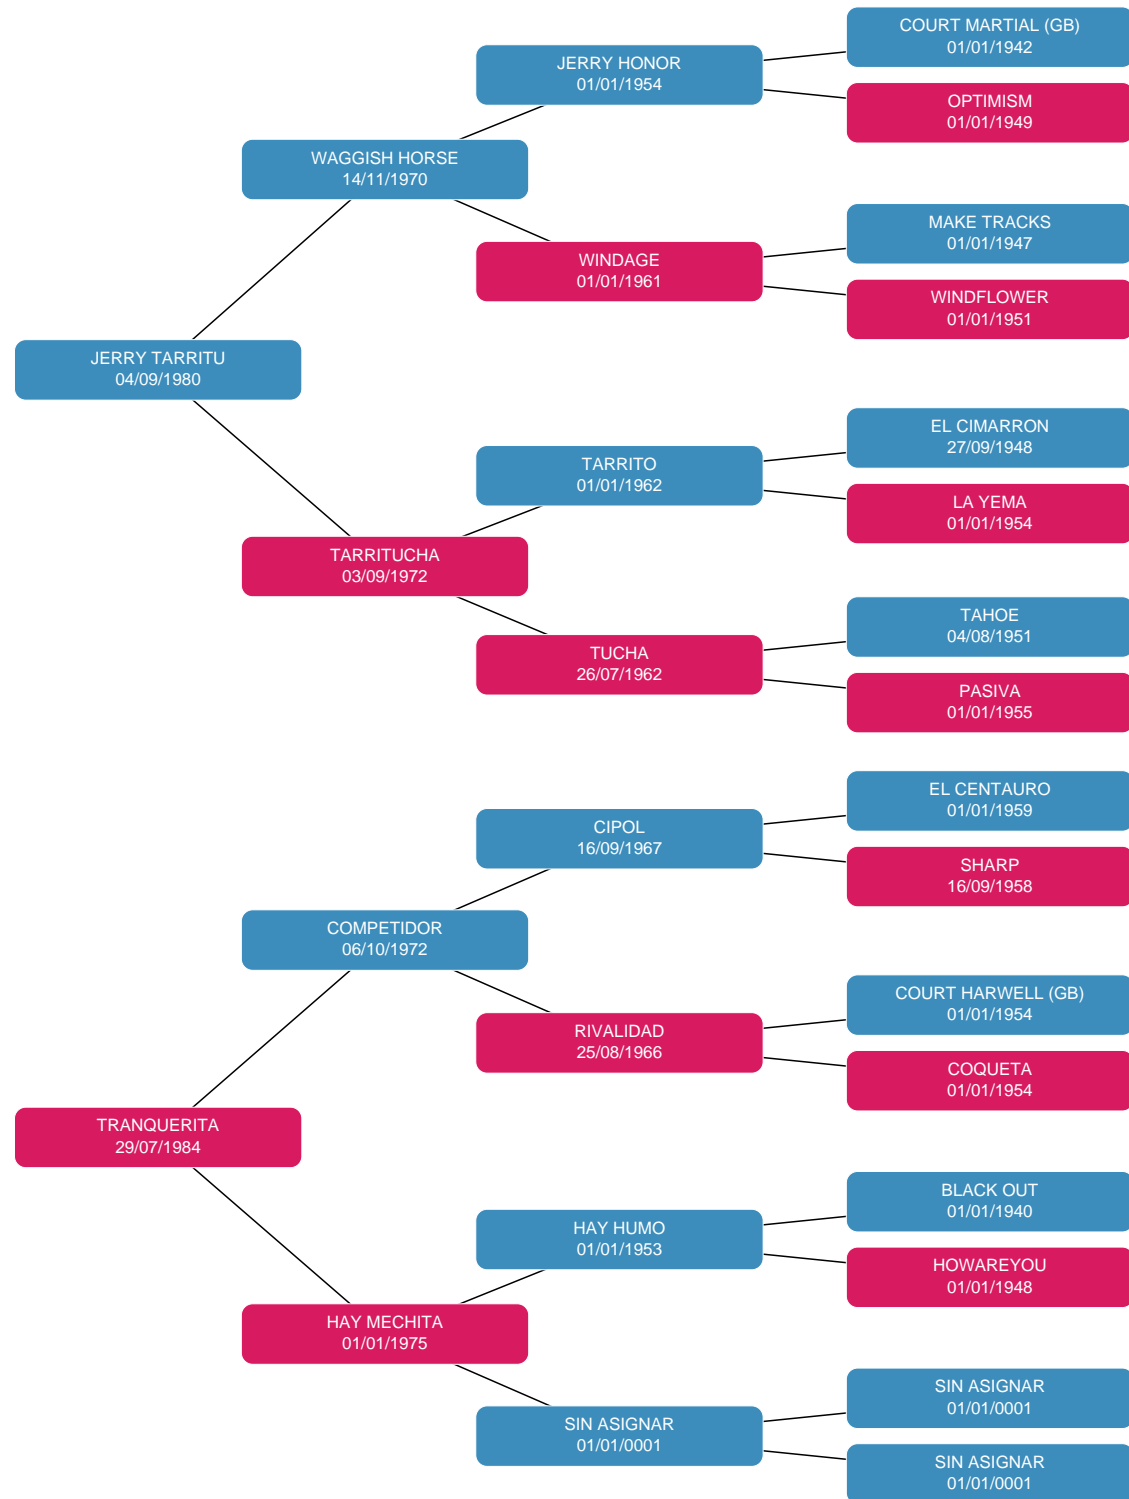 COURT MARTIAL (GB)
01/01/1942
JERRY HONOR
01/01/1954
OPTIMISM
01/01/1949
WAGGISH HORSE
14/11/1970
MAKE TRACKS
01/01/1947
WINDAGE
01/01/1961
WINDFLOWER
01/01/1951
JERRY TARRITU
04/09/1980
EL CIMARRON
27/09/1948
TARRITO
01/01/1962
LA YEMA
01/01/1954
TARRITUCHA
03/09/1972
TAHOE
04/08/1951
TUCHA
26/07/1962
PASIVA
01/01/1955
EL CENTAURO
01/01/1959
CIPOL
16/09/1967
SHARP
16/09/1958
COMPETIDOR
06/10/1972
COURT HARWELL (GB)
01/01/1954
RIVALIDAD
25/08/1966
COQUETA
01/01/1954
TRANQUERITA
29/07/1984
BLACK OUT
01/01/1940
HAY HUMO
01/01/1953
HOWAREYOU
01/01/1948
HAY MECHITA
01/01/1975
SIN ASIGNAR
01/01/0001
SIN ASIGNAR
01/01/0001
SIN ASIGNAR
01/01/0001